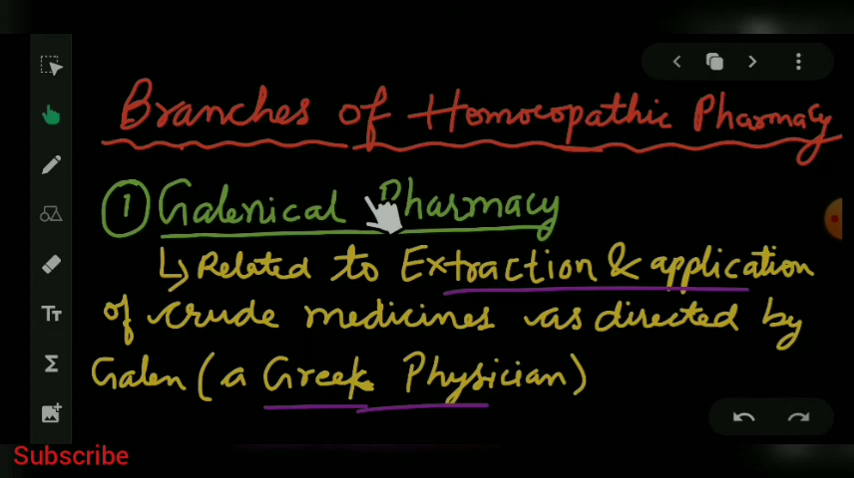 Branches of Homoeopathic Pharmacy
① Galenical Pharmacy
↳ Related to Extraction & application
of crude medicines as directed by
Galen (a Greek Physician)
Tт
Σ
Subscribe